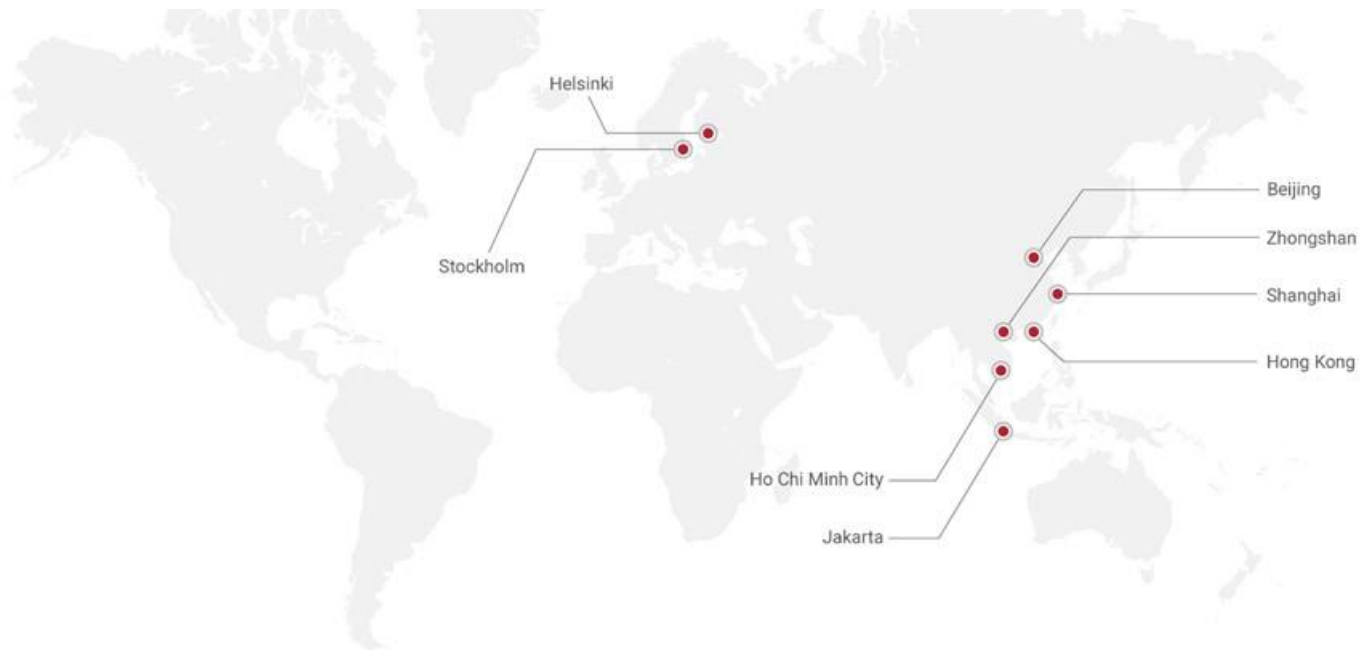 Helsinki
Stockholm
Beijing
Zhongshan
Shanghai
Hong Kong
Ho Chi Minh City
Jakarta